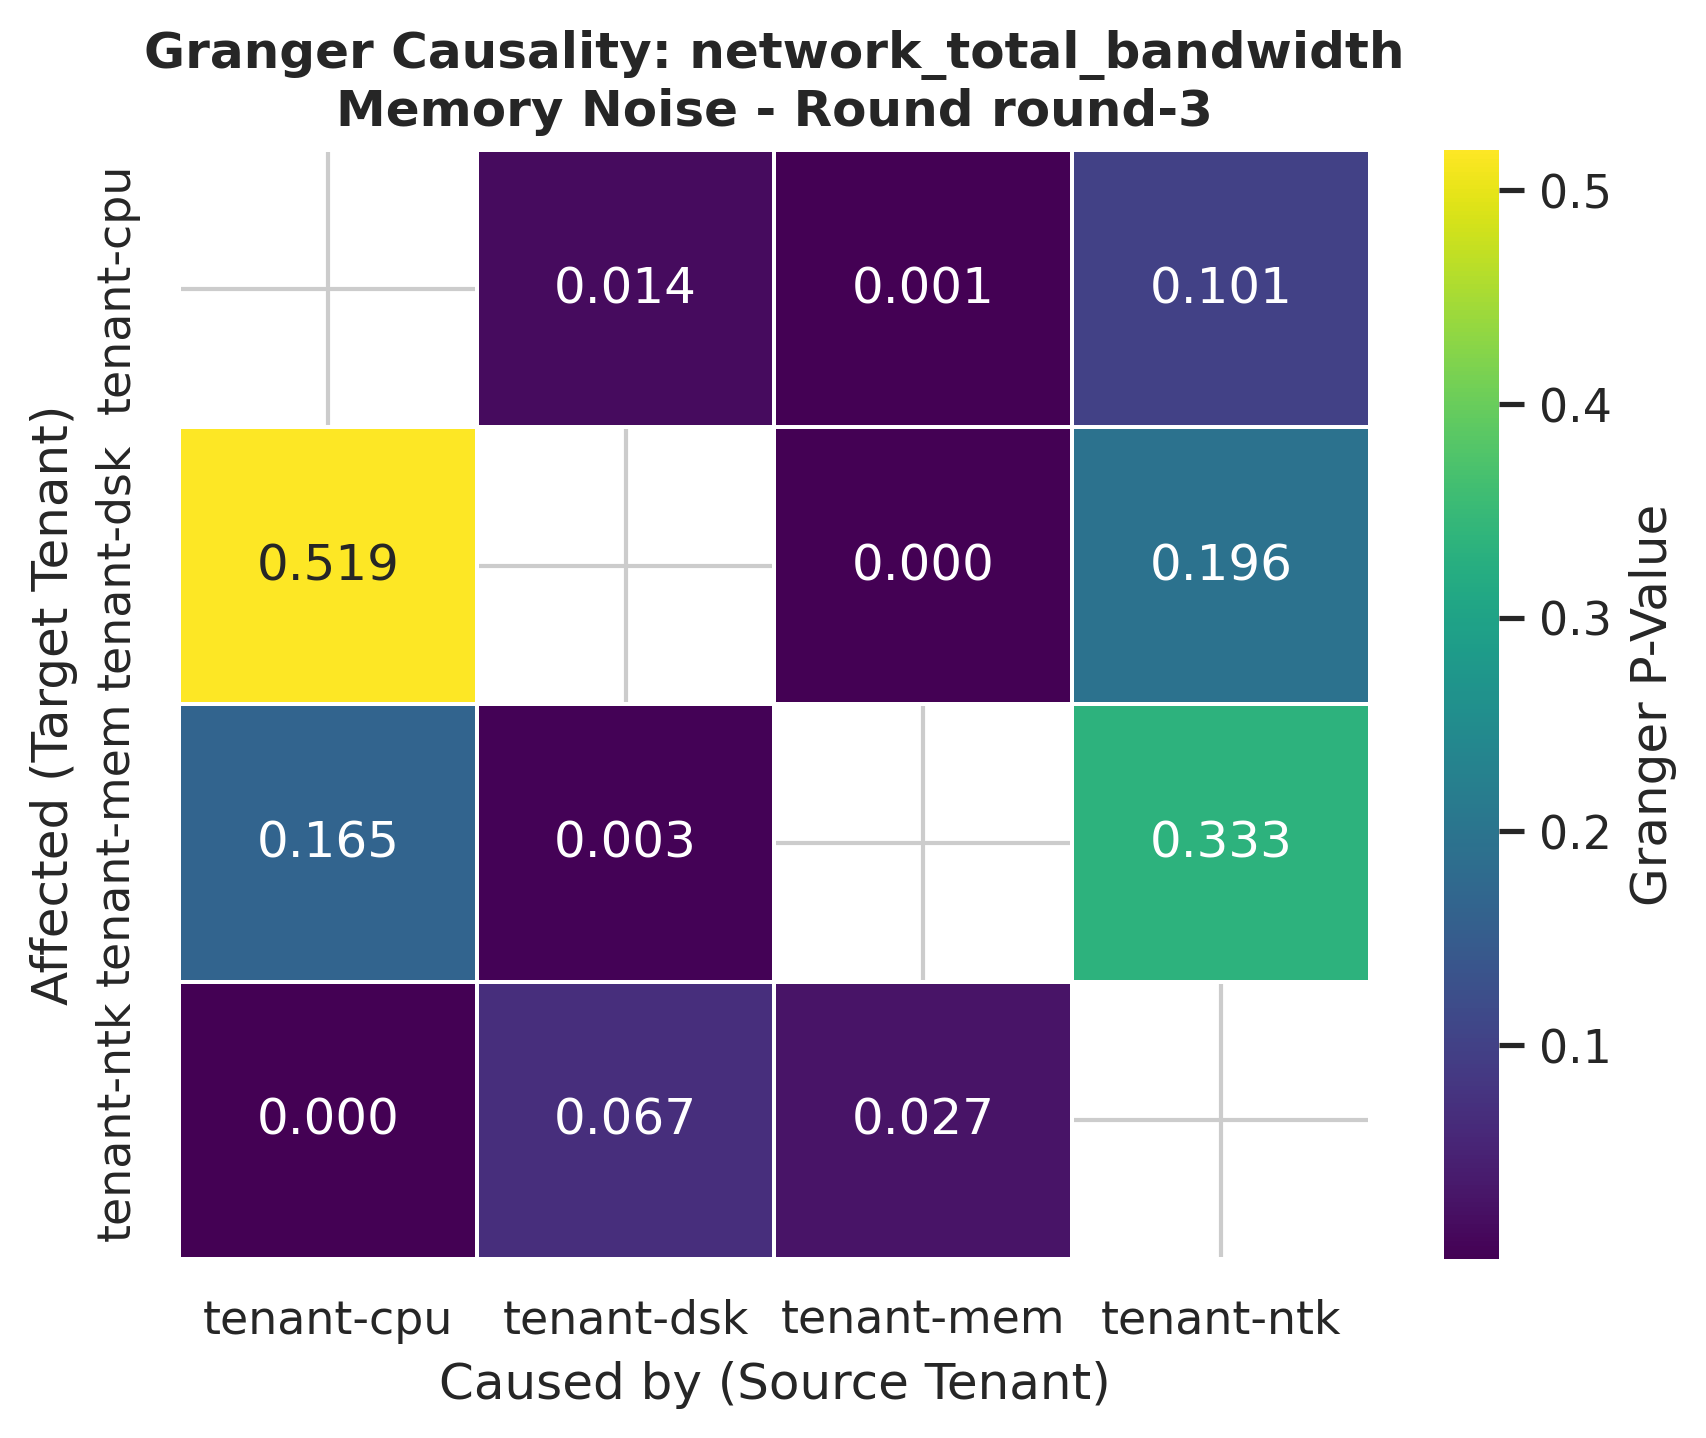 Granger Causality: network_total_bandwidth
Memory Noise - Round round-3
Affected (Target Tenant)
tenant-cpu
0.014
0.001
0.101
tenant-dsk
0.519
0.000
0.196
tenant-mem
0.165
0.003
0.333
tenant-ntk
0.000
0.067
0.027
tenant-cpu
tenant-dsk
tenant-mem
tenant-ntk
Caused by (Source Tenant)
0.5
0.4
0.3
0.2
0.1
Granger P-Value